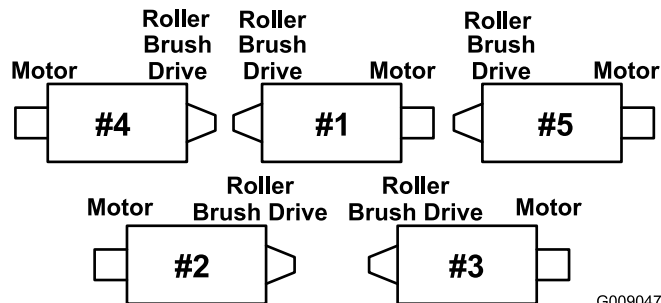 Motor
Roller
Brush
Drive
#4
Roller
Brush
Drive
Motor
#1
Roller
Brush
Drive
Motor
#5
Motor
Roller
Brush Drive
#2
Roller
Brush Drive
Motor
#3
G009047